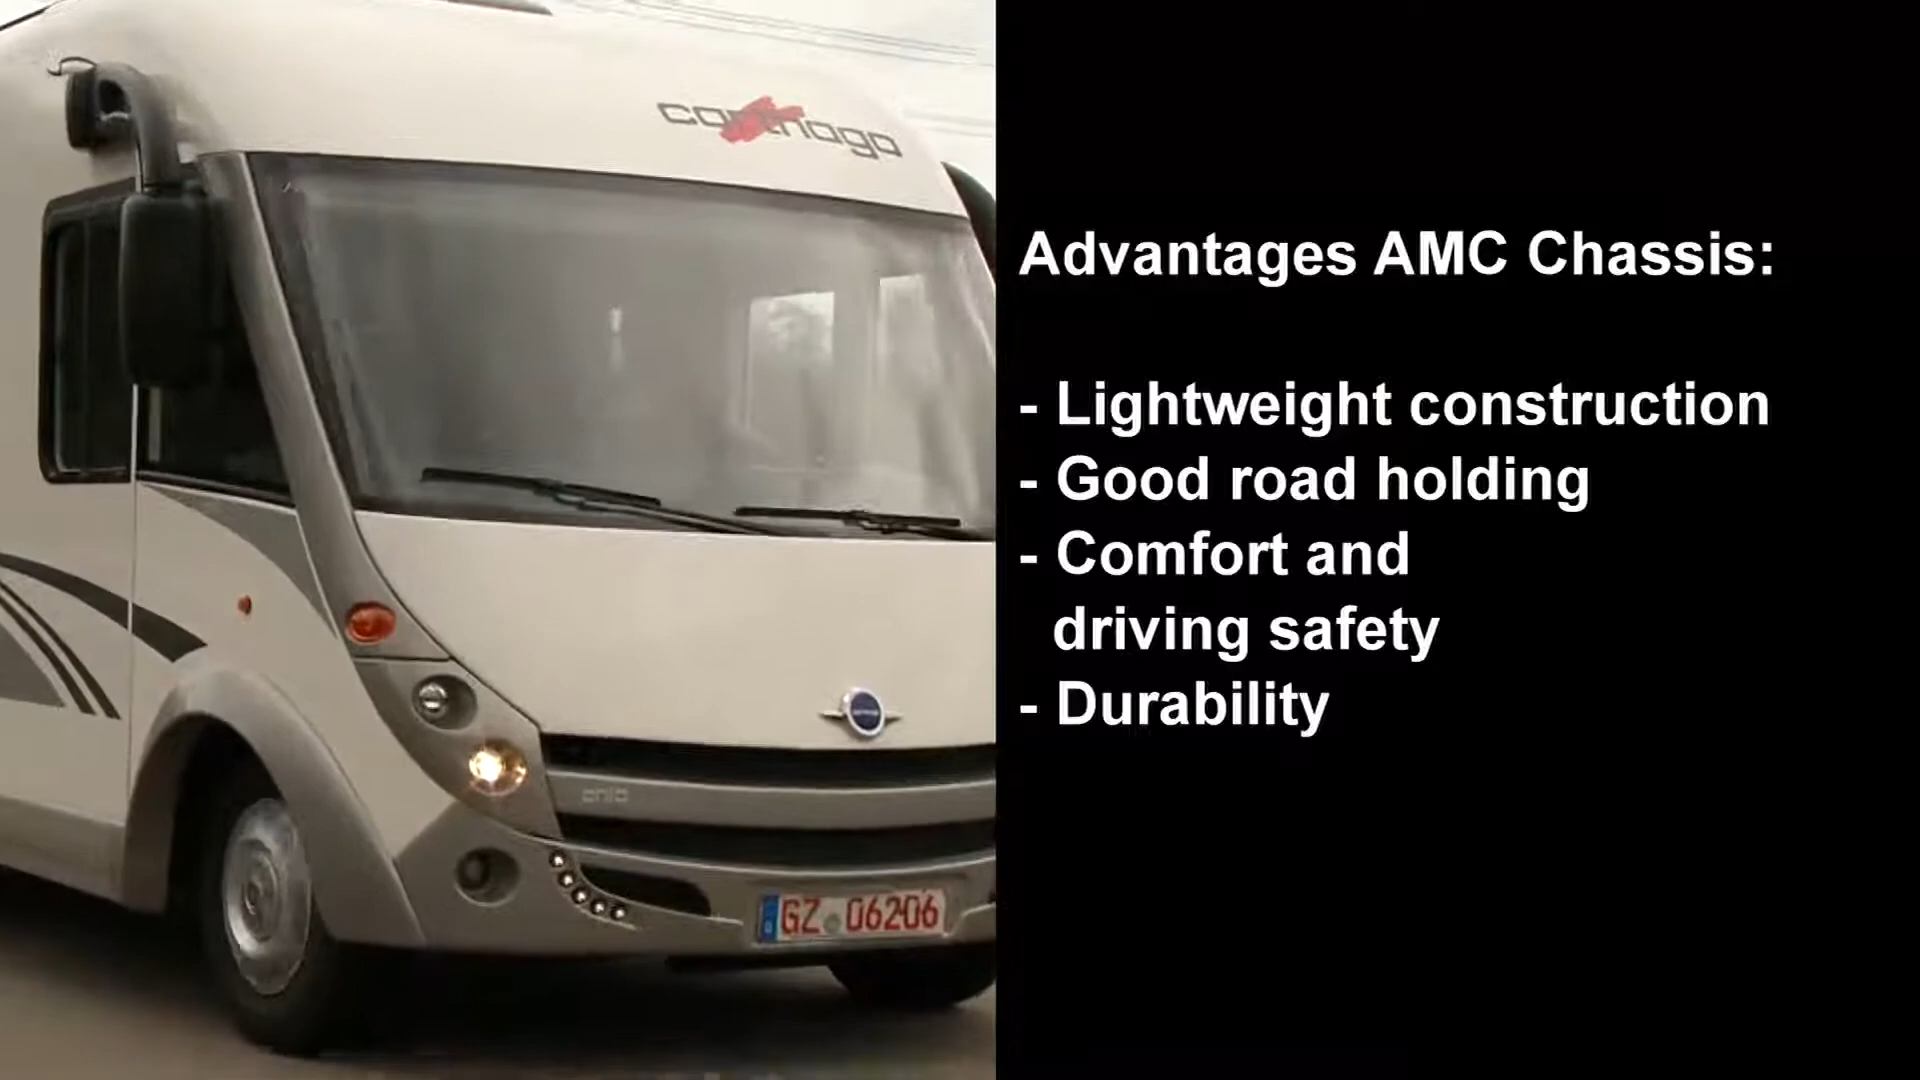 carthago
Advantages AMC Chassis:
- Lightweight construction
- Good road holding
- Comfort and
driving safety
- Durability
GZ 06206